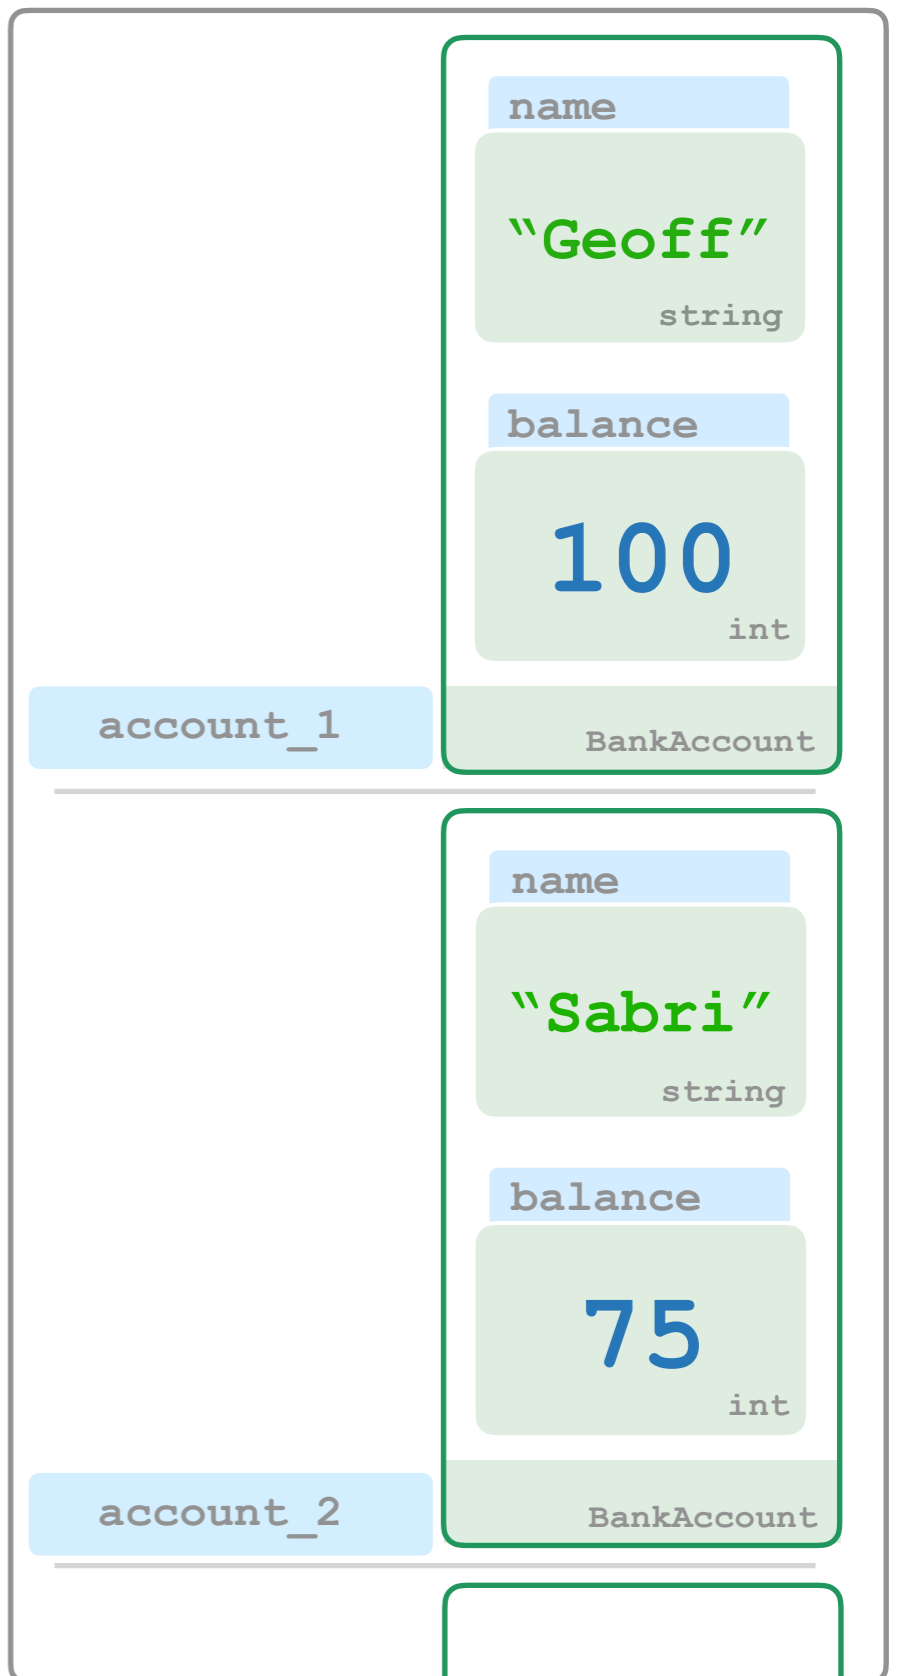 name
“Geoff”
string
balance
100
int
account_1
BankAccount
name
“Sabri”
string
balance
75
int
account_2
BankAccount